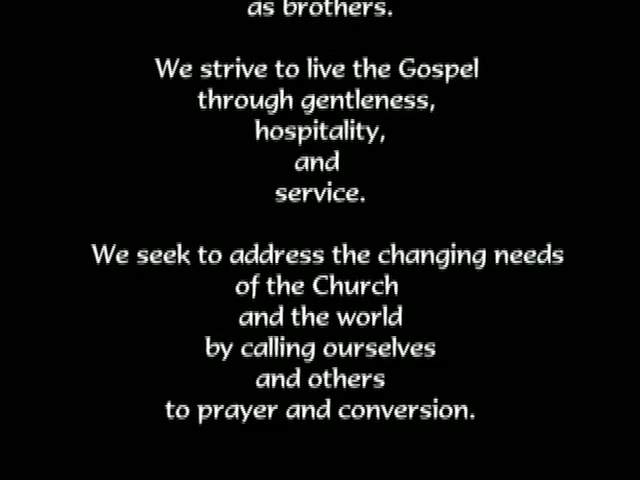 as brothers.
We strive to live the Gospel
through gentleness,
hospitality,
and
service.
We seek to address the changing needs
of the Church
and the world
by calling ourselves
and others
to prayer and conversion.